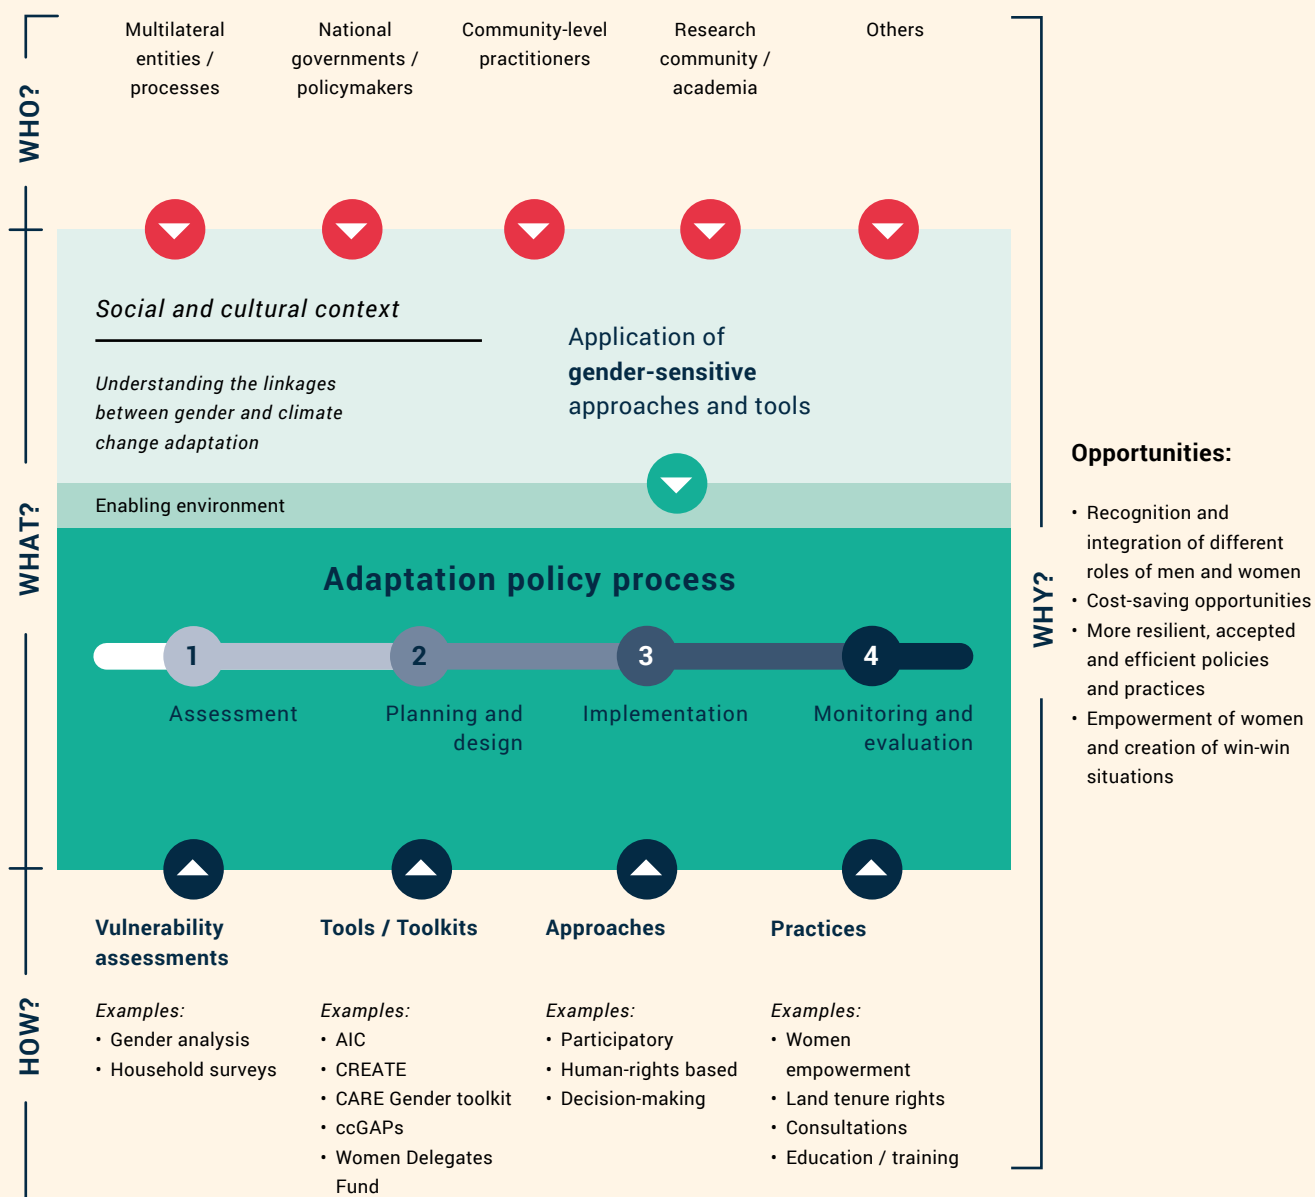 WHO?
Multilateral
entities /
processes
National
governments /
policymakers
Community-level
practitioners
Research
community /
academia
Others
WHAT?
Social and cultural context
Understanding the linkages
between gender and climate
change adaptation
Application of
gender-sensitive
approaches and tools
Enabling environment
Adaptation policy process
1
2
3
4
Assessment
Planning and
design
Implementation
Monitoring and
evaluation
HOW?
Vulnerability
assessments
Examples:
• Gender analysis
• Household surveys
Tools / Toolkits
Examples:
• AIC
• CREATE
• CARE Gender toolkit
• ccGAPs
• Women Delegates
Fund
Approaches
Examples:
• Participatory
• Human-rights based
• Decision-making
Practices
Examples:
• Women
empowerment
• Land tenure rights
• Consultations
• Education / training
WHY?
Opportunities:
• Recognition and
integration of different
roles of men and women
• Cost-saving opportunities
• More resilient, accepted
and efficient policies
and practices
• Empowerment of women
and creation of win-win
situations